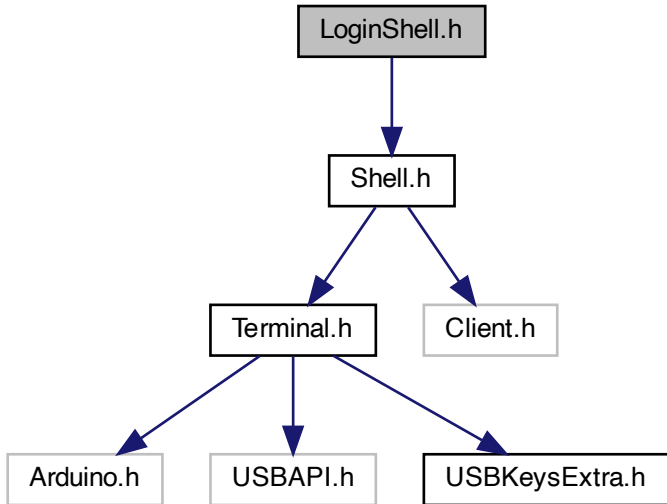 LoginShell.h
Shell.h
Terminal.h
Client.h
Arduino.h
USBAPI.h
USBKeysExtra.h